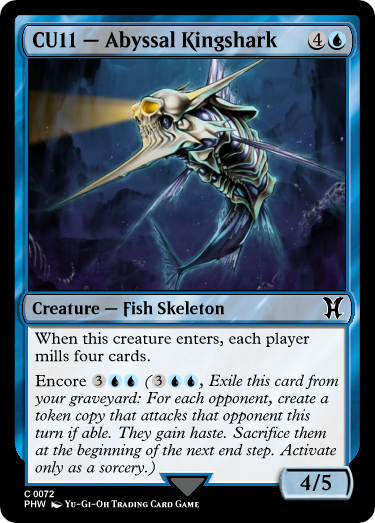 CU11 — Abyssal Kingshark 4
Creature — Fish Skeleton
When this creature enters, each player
mills four cards.
Encore 3 (3, Exile this card from
your graveyard: For each opponent, create a
token copy that attacks that opponent this
turn if able. They gain haste. Sacrifice them
at the beginning of the next end step. Activate
only as a sorcery.)
4/5
C 0072
PHW Yu-Gi-Oh Trading Card Game